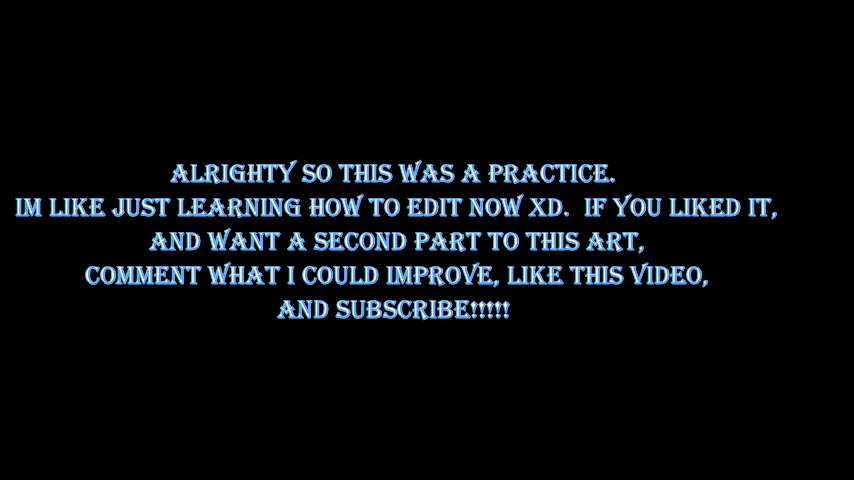 ALRIGHTY SO THIS WAS A PRACTICE.
IM LIKE JUST LEARNING HOW TO EDIT NOW XD.  IF YOU LIKED IT,
AND WANT A SECOND PART TO THIS ART,
COMMENT WHAT I COULD IMPROVE, LIKE THIS VIDEO,
AND SUBSCRIBE!!!!!